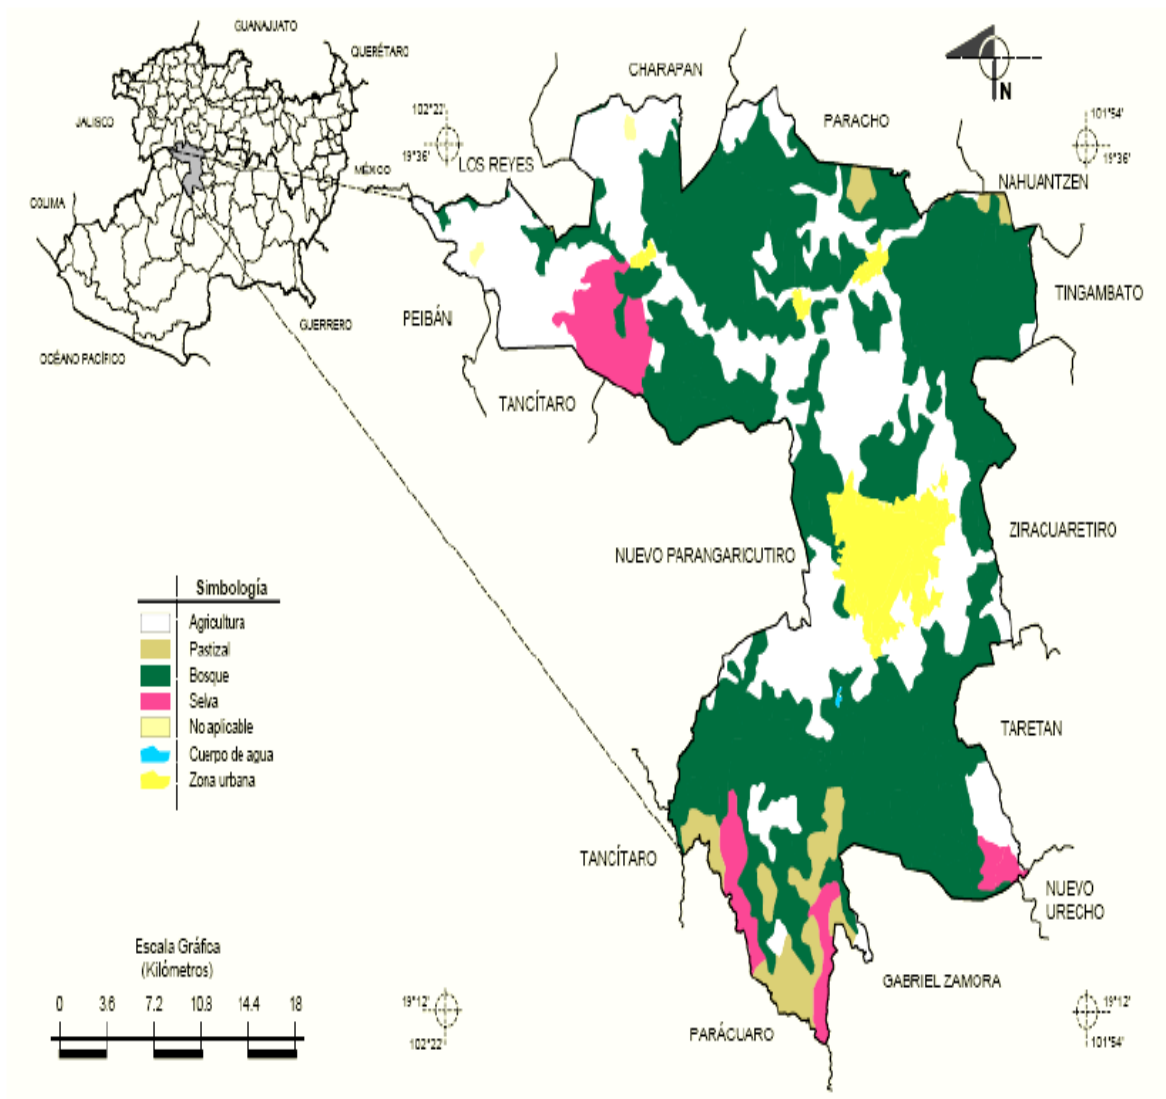 GUANAJUATO
QUERÉTARO
JALISCO
MÉXICO
COLIMA
GUERRERO
OCÉANO PACÍFICO
CHARAPAN
PARACHO
N
102°22'
19°36'
101°54'
19°36'
LOS REYES
NAHUANTZEN
TINGAMBATO
PEIBÁNI
TANCÍTARO
ZIRACUARETIRO
NUEVO PARANGARICUTIRO
Simbología
Agricultura
Pastizal
Bosque
Selva
No aplicable
Cuerpo de agua
Zona urbana
TARETAN
TANCÍTARO
NUEVO
URECHO
GABRIEL ZAMORA
PARÁCUARO
Escala Gráfica
(Kilómetros)
0 3.6 7.2 10.8 14.4 18
19°12'
102°22'
19°12'
101°54'